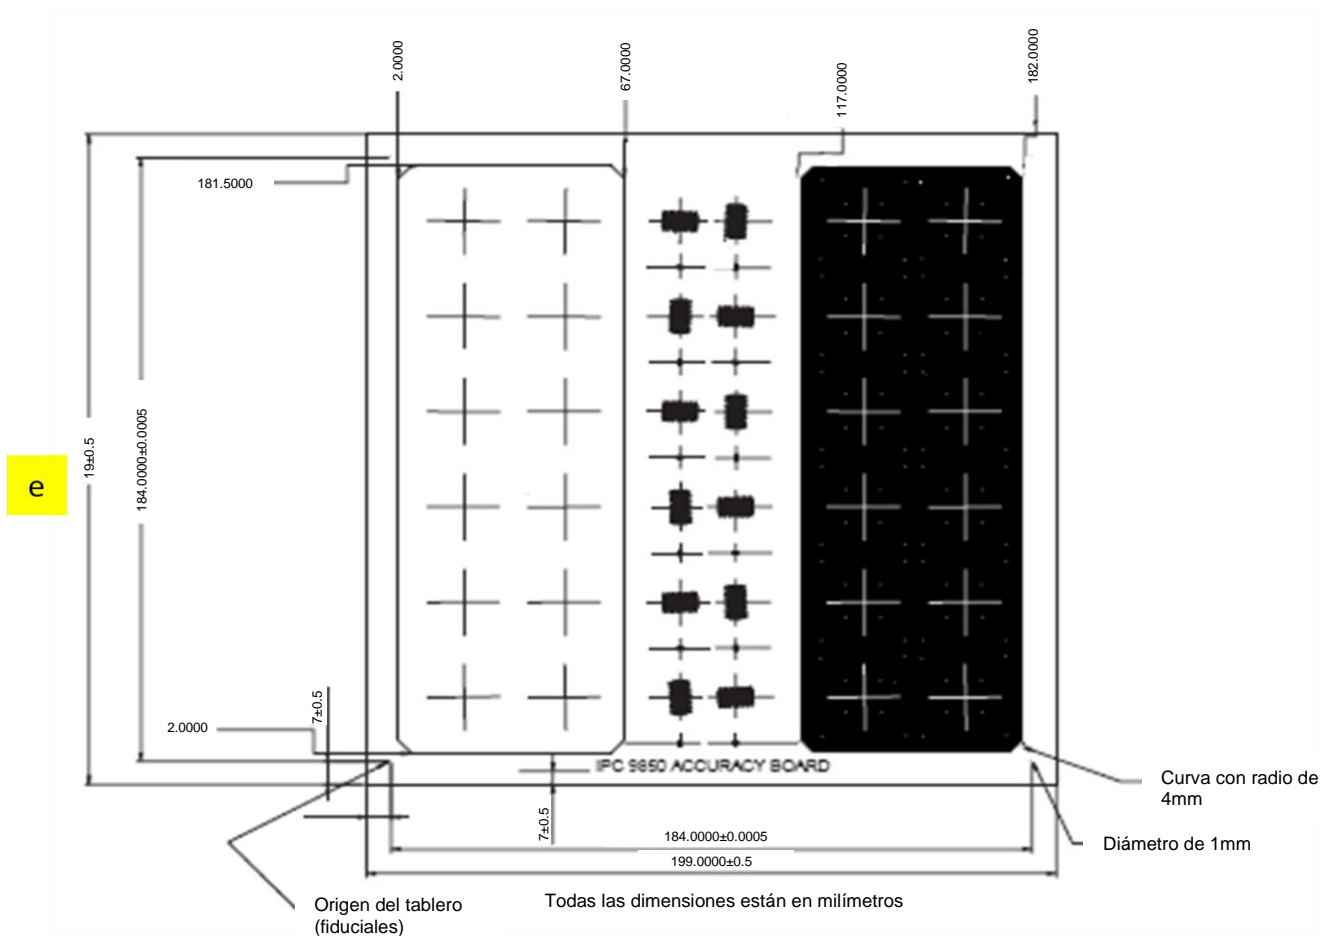 2.0000
67.0000
117.0000
182.0000
181.5000
19±0.5
184.0000±0.0005
e
7±0.5
2.0000
IPC 9850 ACCURACY BOARD
7±0.5
184.0000±0.0005
199.0000±0.5
Curva con radio de
4mm
Diámetro de 1mm
Origen del tablero
(fiduciales)
Todas las dimensiones están en milímetros